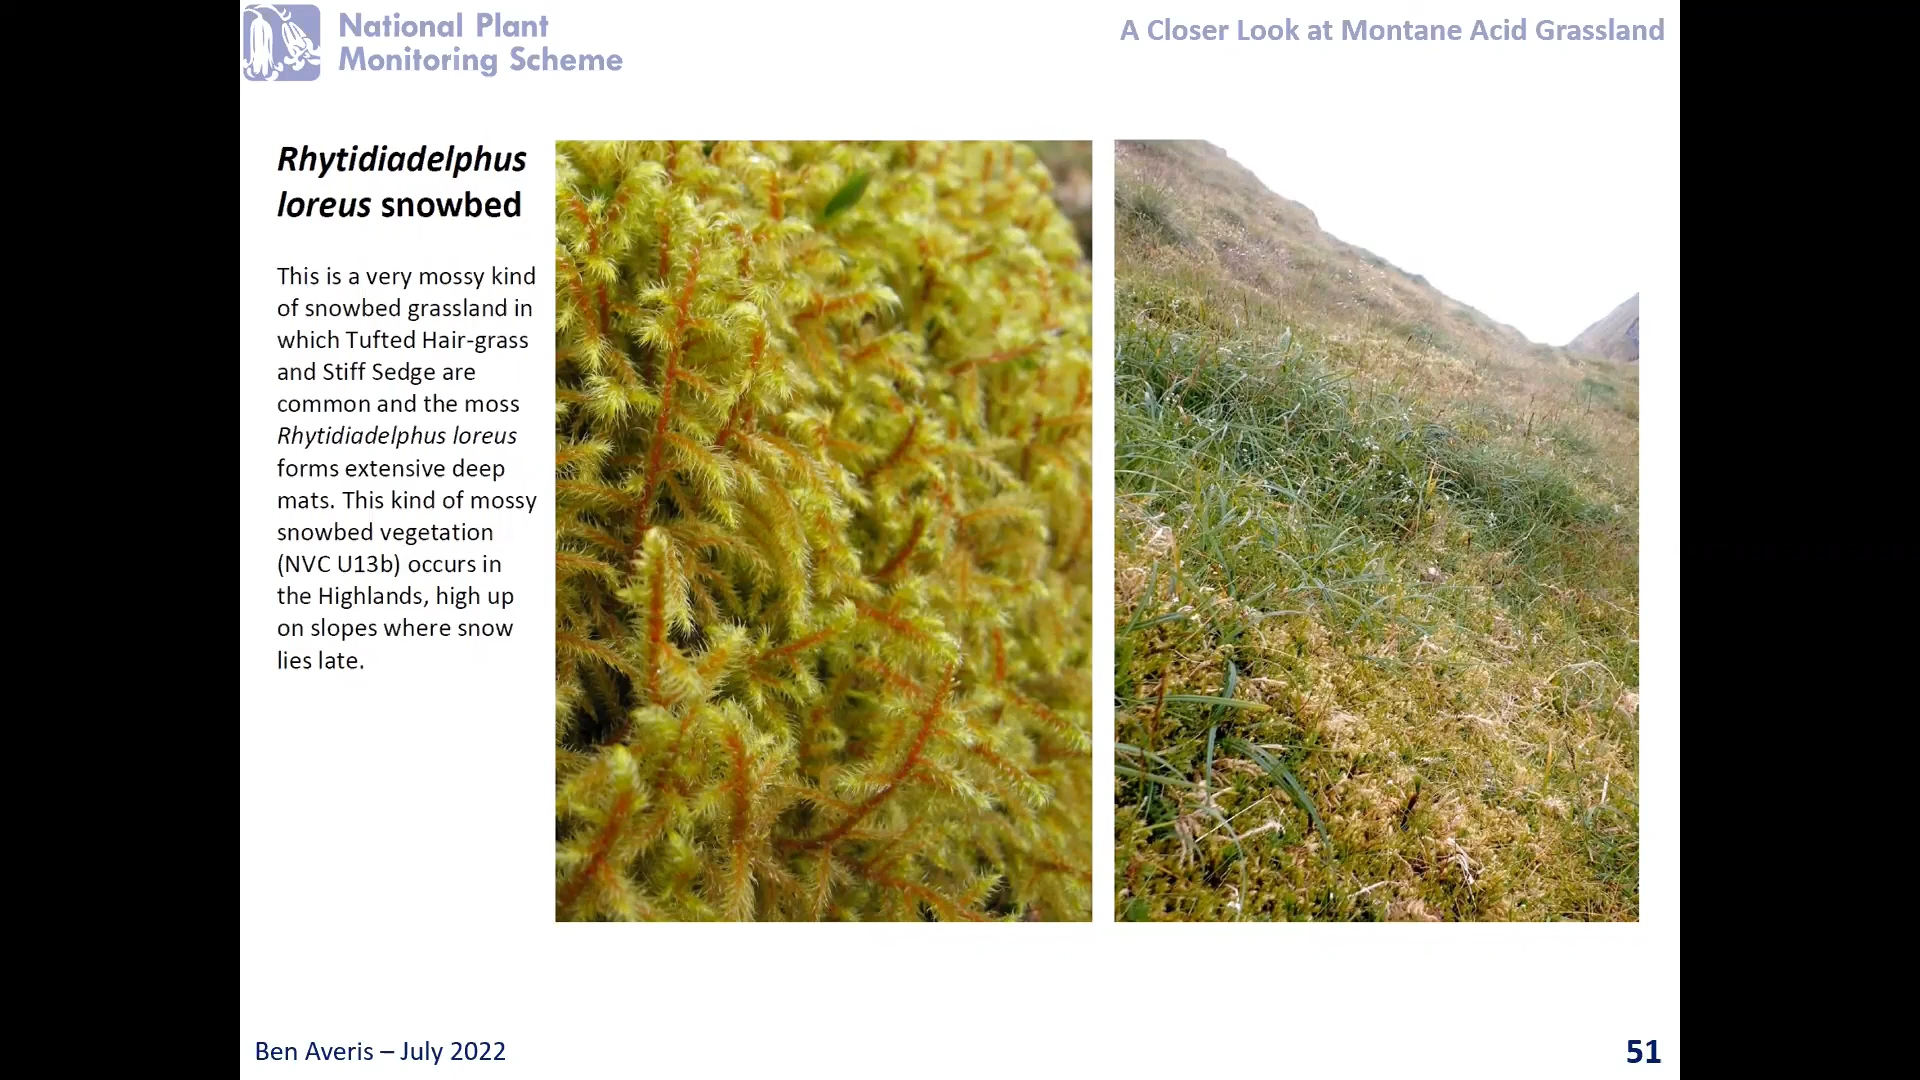 National Plant
Monitoring Scheme
A Closer Look at Montane Acid Grassland
Rhytidiadelphus
loreus snowbed
This is a very mossy kind
of snowbed grassland in
which Tufted Hair-grass
and Stiff Sedge are
common and the moss
Rhytidiadelphus loreus
forms extensive deep
mats. This kind of mossy
snowbed vegetation
(NVC U13b) occurs in
the Highlands, high up
on slopes where snow
lies late.
Ben Averis – July 2022
51